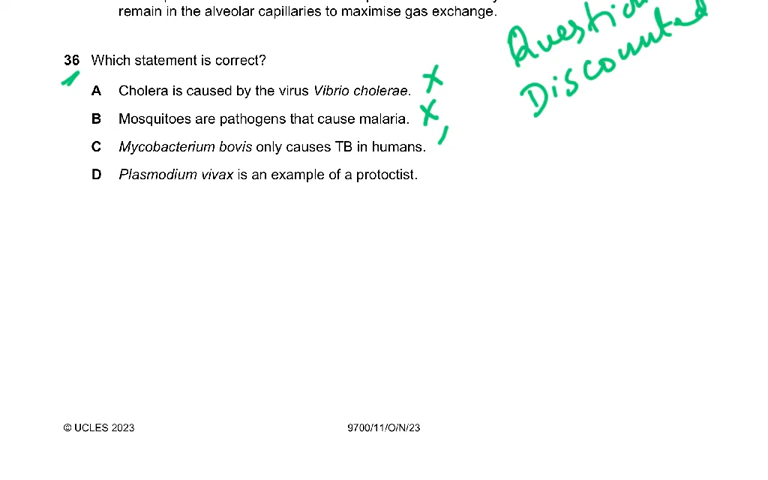 remain in the alveolar capillaries to maximise gas exchange.
Question
Discounted
36 Which statement is correct?
A Cholera is caused by the virus Vibrio cholerae. X
B Mosquitoes are pathogens that cause malaria. X
C Mycobacterium bovis only causes TB in humans.
D Plasmodium vivax is an example of a protoctist.
© UCLES 2023 9700/11/O/N/23